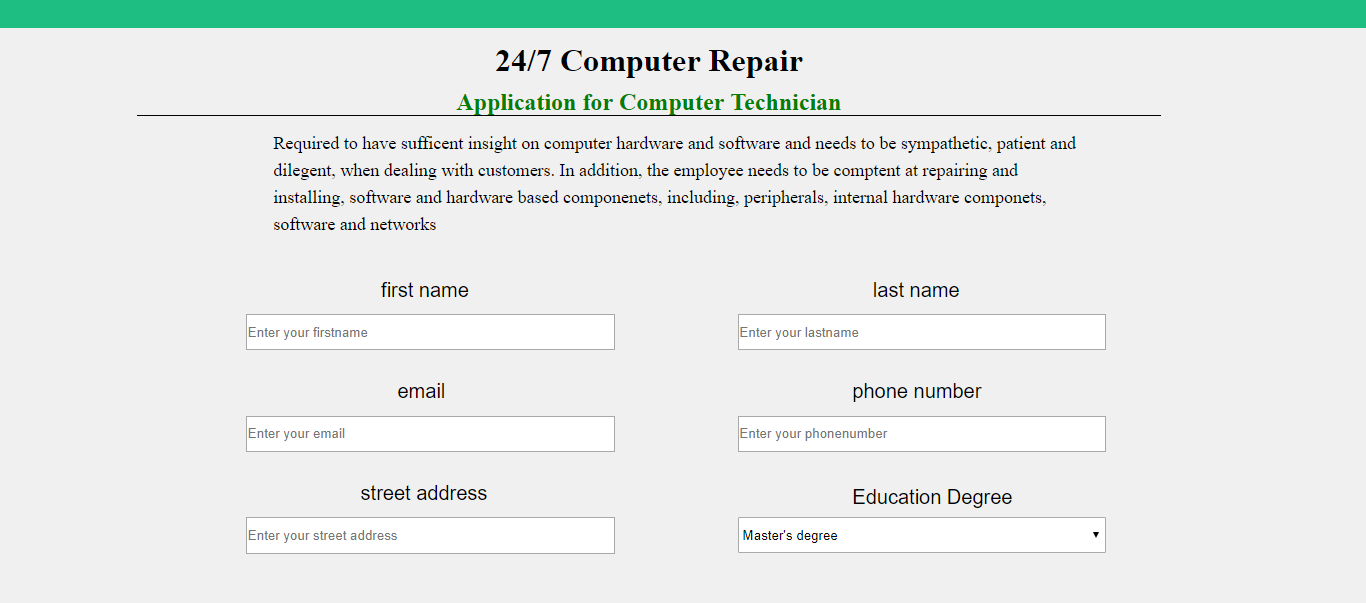 24/7 Computer Repair
Application for Computer Technician
Required to have sufficent insight on computer hardware and software and needs to be sympathetic, patient and
dilegent, when dealing with customers. In addition, the employee needs to be comptent at repairing and
installing, software and hardware based componenets, including, peripherals, internal hardware componets,
software and networks
first name
last name
Enter your firstname
Enter your lastname
email
phone number
Enter your email
Enter your phonenumber
street address
Education Degree
Enter your street address
Master's degree